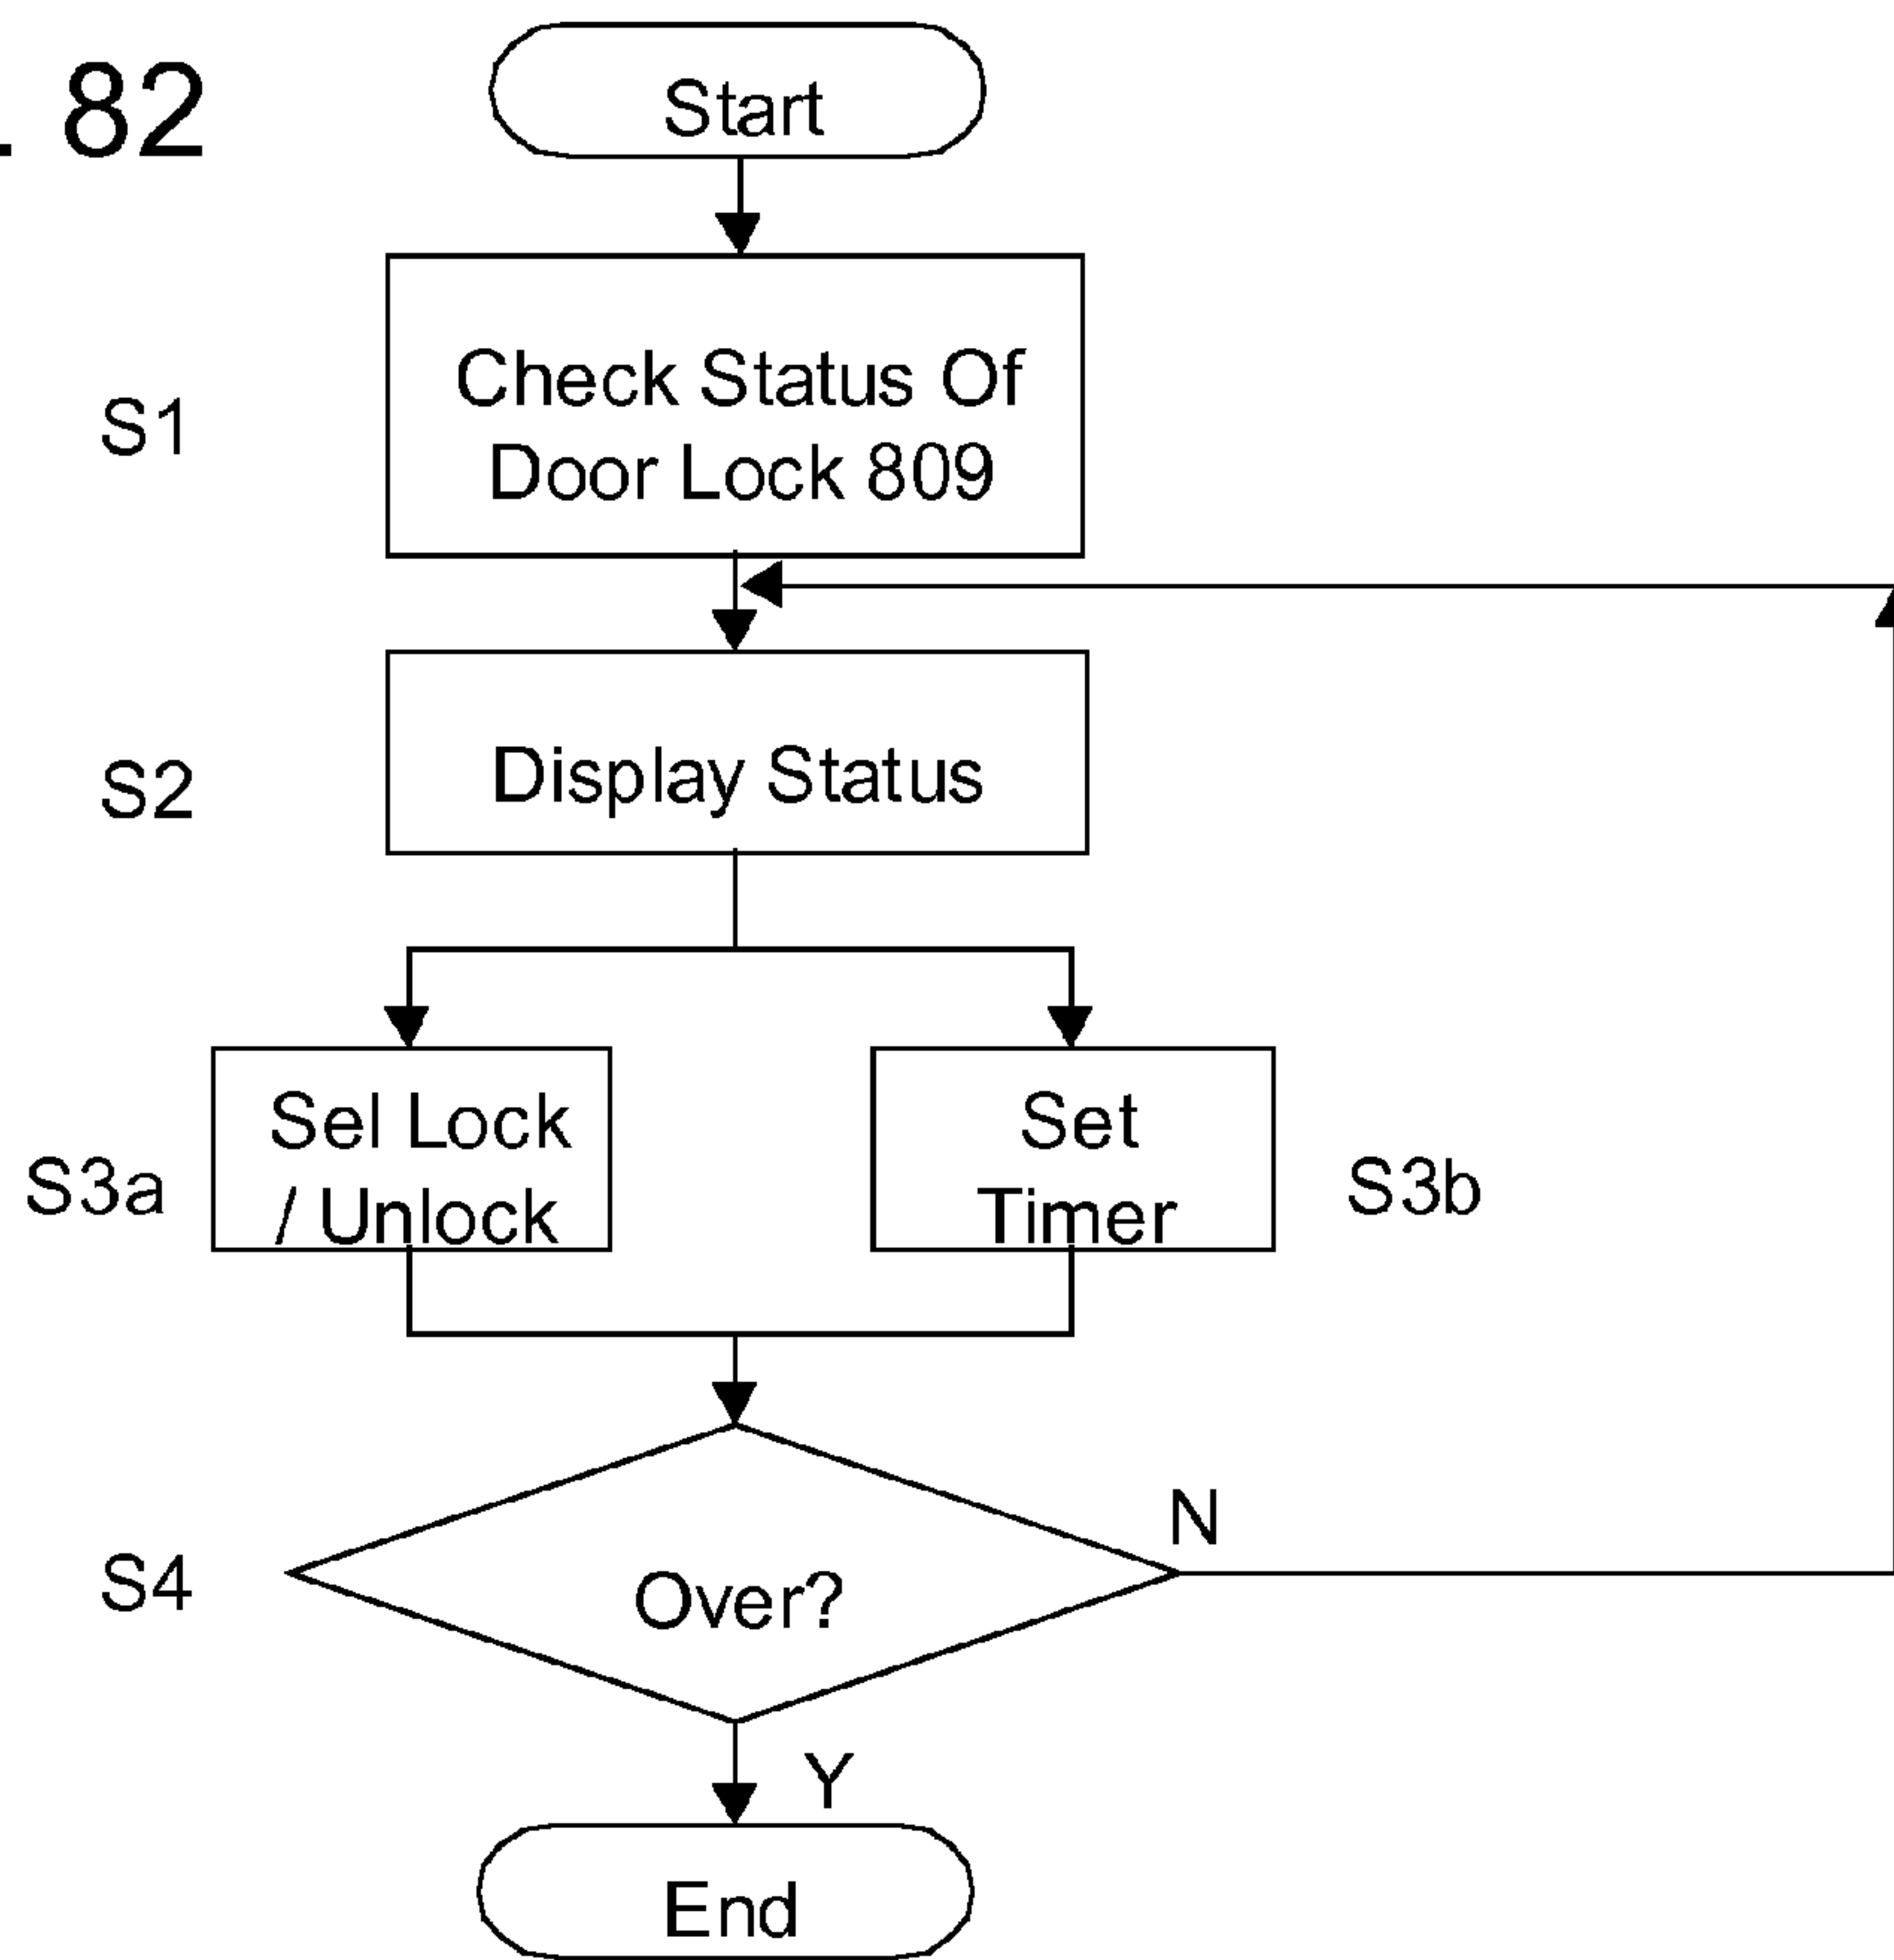 . 82
Start
S1
Check Status Of
Door Lock 809
S2
Display Status
S3a
Sel Lock
/ Unlock
Set
Timer
S3b
S4
Over?
N
Y
End